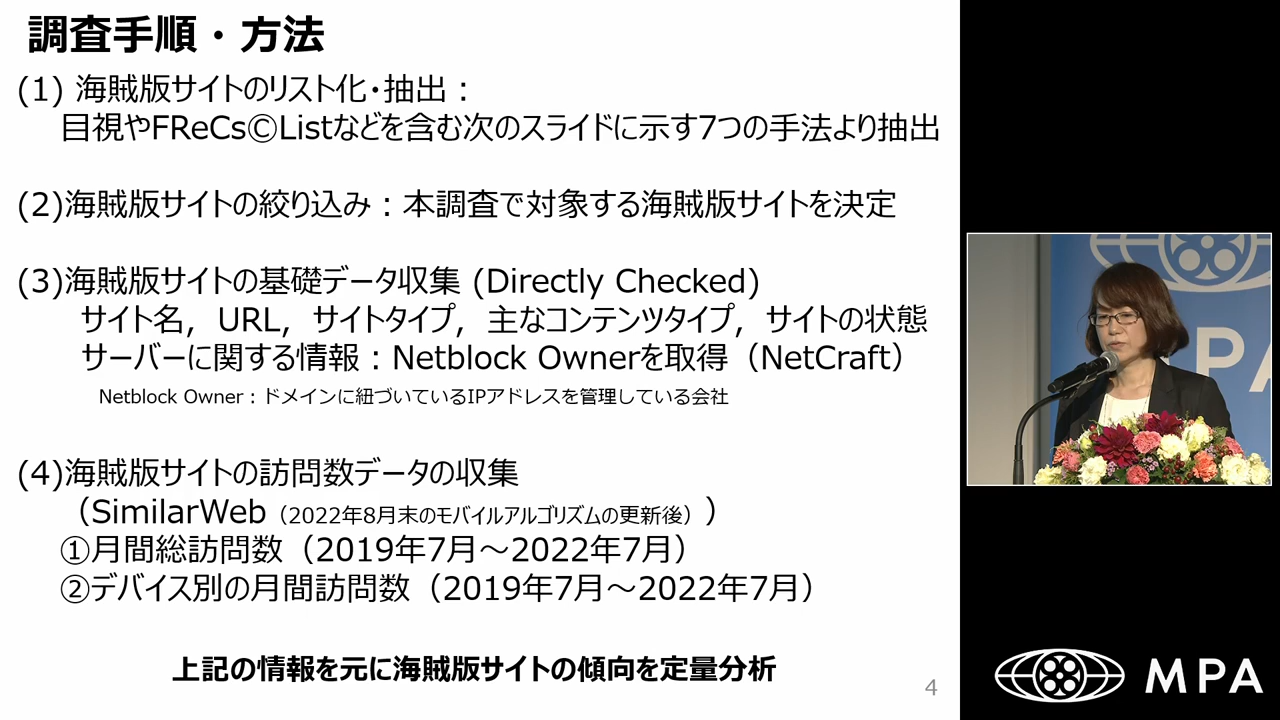 調査手順・方法
(1) 海賊版サイトのリスト化・抽出：
目視やFReCs©Listなどを含む次のスライドに示す7つの手法より抽出
(2)海賊版サイトの絞り込み：本調査で対象する海賊版サイトを決定
(3)海賊版サイトの基礎データ収集 (Directly Checked)
サイト名，URL，サイトタイプ，主なコンテンツタイプ，サイトの状態
サーバーに関する情報：Netblock Ownerを取得（NetCraft）
Netblock Owner：ドメインに紐づいているIPアドレスを管理している会社
(4)海賊版サイトの訪問数データの収集
（SimilarWeb（2022年8月末のモバイルアルゴリズムの更新後））
①月間総訪問数（2019年7月～2022年7月）
②デバイス別の月間訪問数（2019年7月～2022年7月）
上記の情報を元に海賊版サイトの傾向を定量分析
4
MPA
MPA